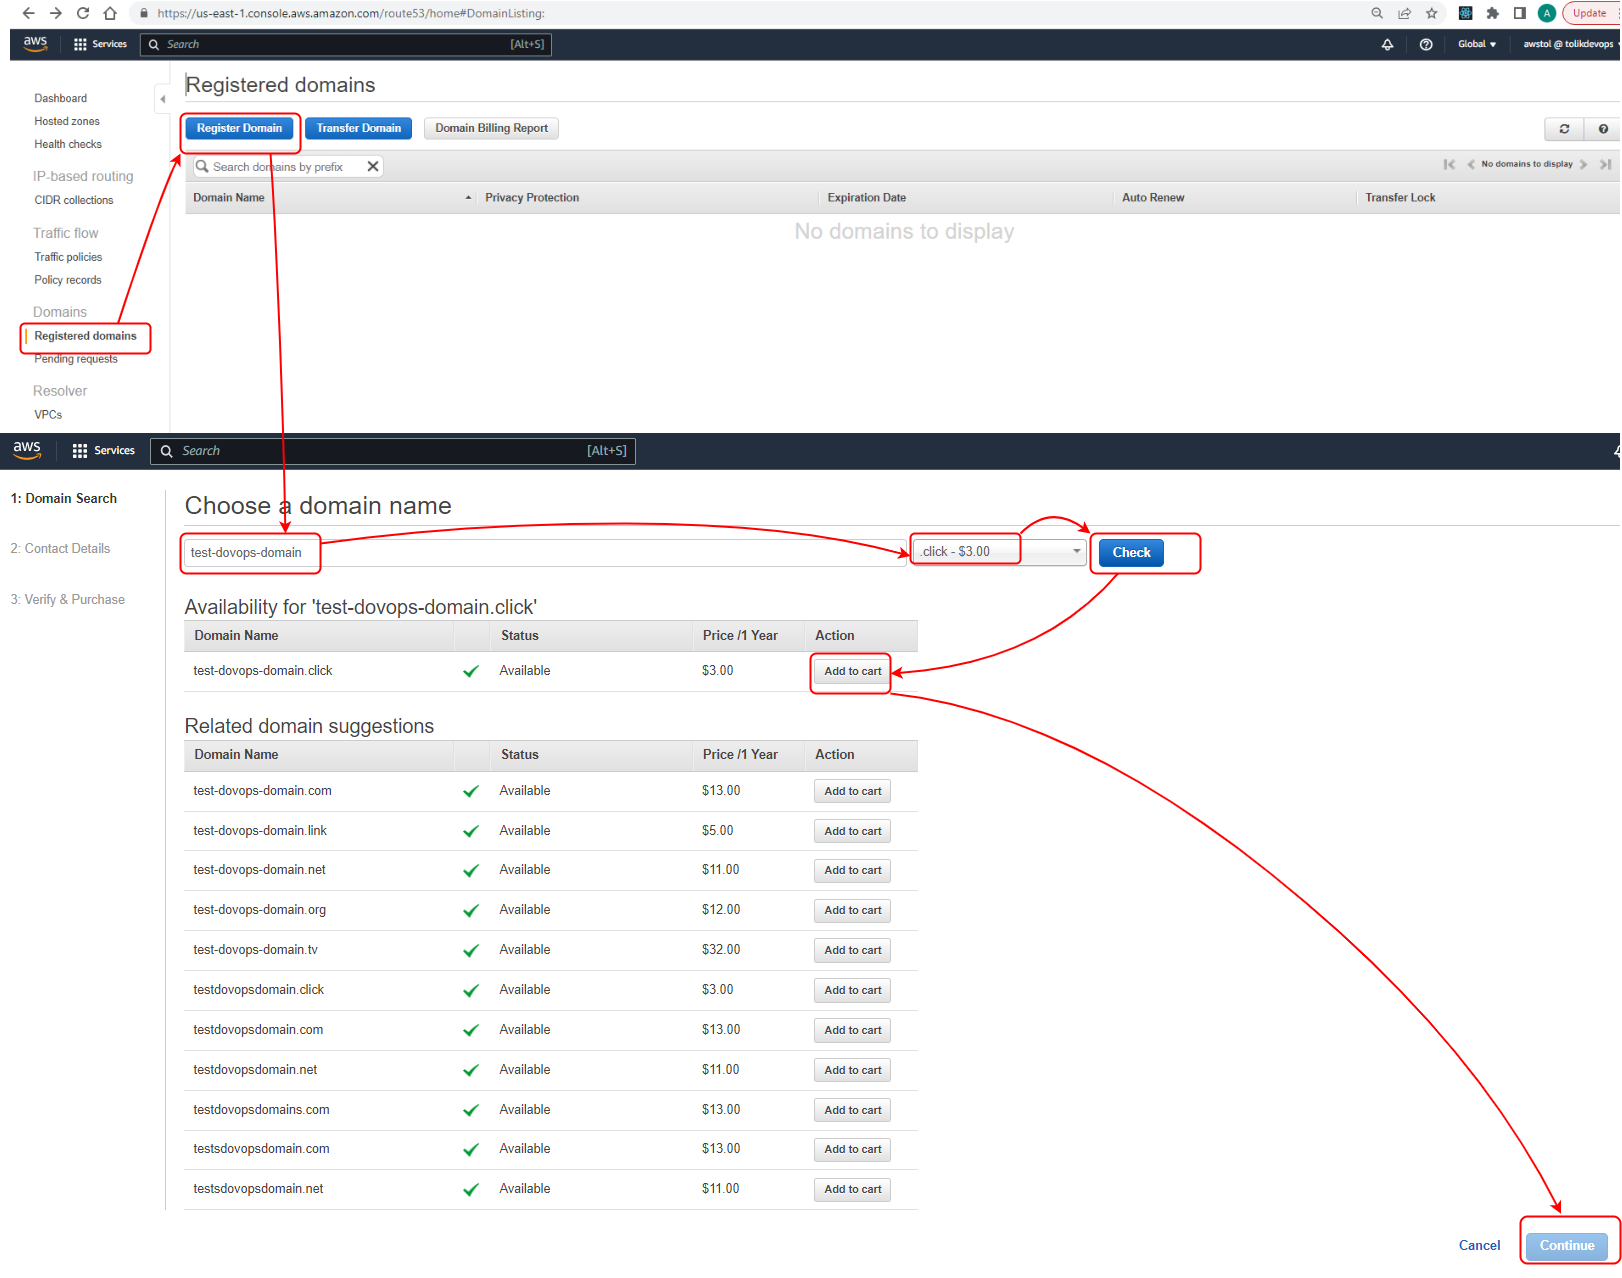 https://us-east-1.console.aws.amazon.com/route53/home#DomainListing:
A
Update
aws
Services
Search
[Alt+S]
Global
awstol @ tolikdevops
Dashboard
Hosted zones
Health checks
IP-based routing
CIDR collections
Traffic flow
Traffic policies
Policy records
Domains
Registered domains
Pending requests
Resolver
VPCs
Registered domains
Register Domain
Transfer Domain
Domain Billing Report
Search domains by prefix
No domains to display
Domain Name Privacy Protection Expiration Date Auto Renew Transfer Lock
No domains to display
aws
Services
Search
[Alt+S]
1: Domain Search
2: Contact Details
3: Verify & Purchase
Choose a domain name
test-dovops-domain
.click - $3.00
Check
Availability for 'test-dovops-domain.click'
Domain Name Status Price /1 Year Action
test-dovops-domain.click Available $3.00 Add to cart
Related domain suggestions
Domain Name Status Price /1 Year Action
test-dovops-domain.com Available $13.00 Add to cart
test-dovops-domain.link Available $5.00 Add to cart
test-dovops-domain.net Available $11.00 Add to cart
test-dovops-domain.org Available $12.00 Add to cart
test-dovops-domain.tv Available $32.00 Add to cart
testdovopsdomain.click Available $3.00 Add to cart
testdovopsdomain.com Available $13.00 Add to cart
testdovopsdomain.net Available $11.00 Add to cart
testdovopsdomains.com Available $13.00 Add to cart
testsdovopsdomain.com Available $13.00 Add to cart
testsdovopsdomain.net Available $11.00 Add to cart
Cancel
Continue